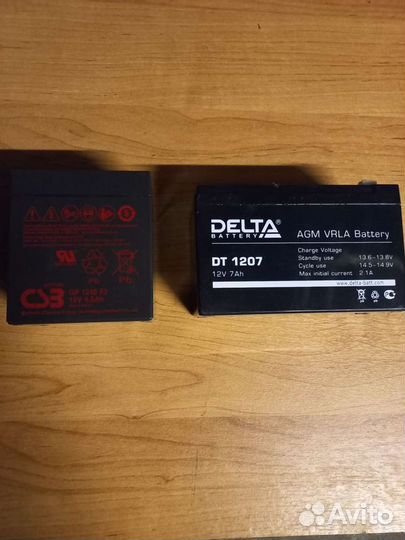 Pb
CSB
DELTA
BATTERY
DT 1207
12V 7Ah
AGM VRLA Battery
Charge Voltage
Standby use 13.6-13.8V
Cycle use 14.5-14.9V
Max initial current 2.1A
www.delta-batt.com
Avito